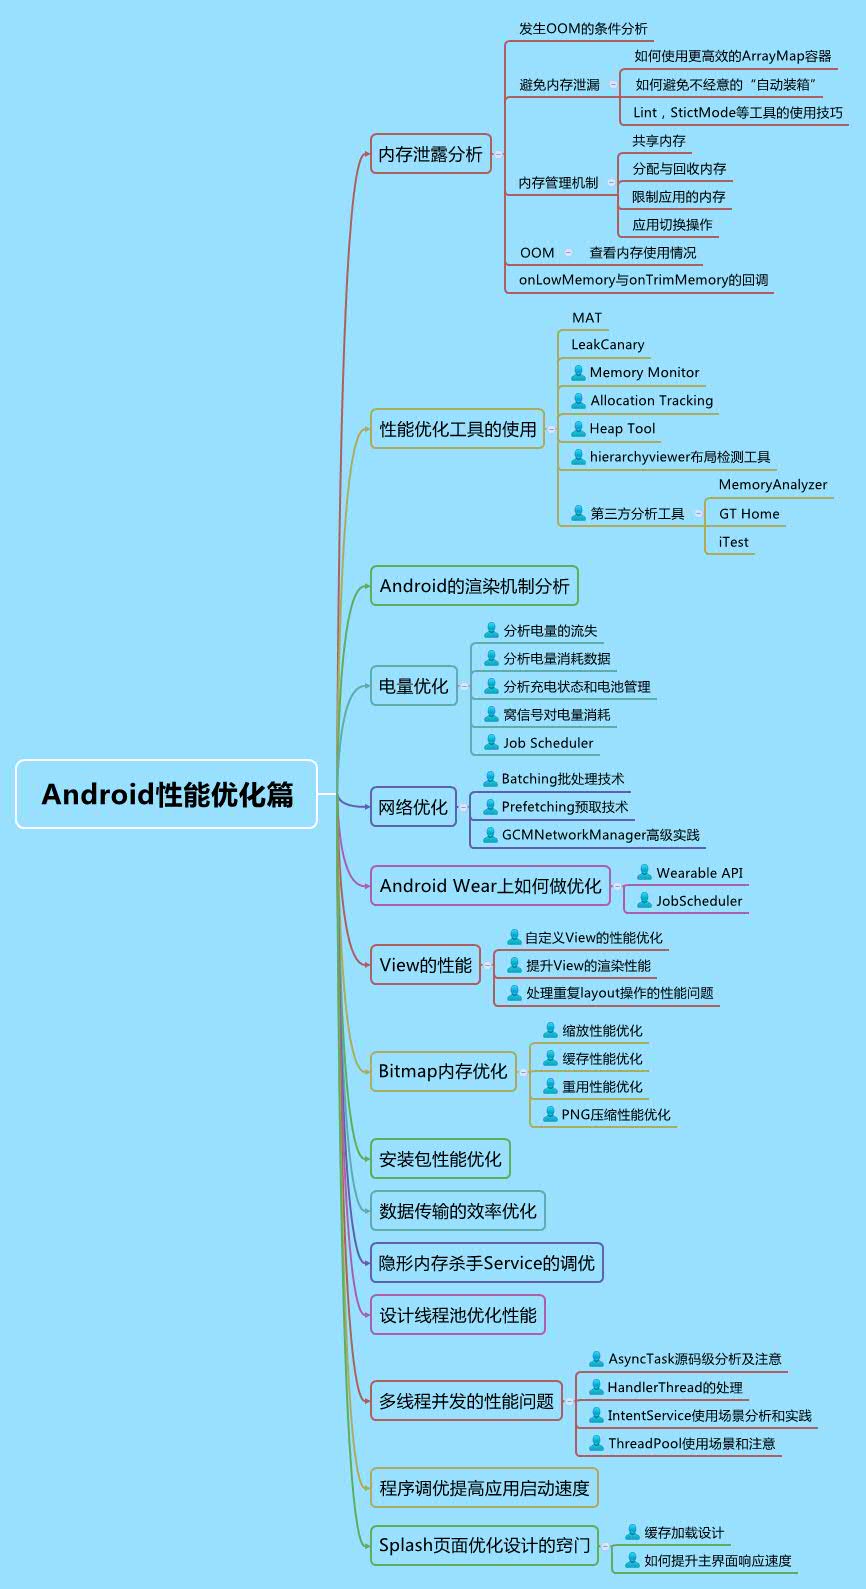 Android性能优化篇
内存泄露分析
发生OOM的条件分析
避免内存泄漏
如何使用更高效的ArrayMap容器
如何避免不经意的“自动装箱”
Lint，StictMode等工具的使用技巧
内存管理机制
共享内存
分配与回收内存
限制应用的内存
应用切换操作
OOM
查看内存使用情况
onLowMemory与onTrimMemory的回调
性能优化工具的使用
MAT
LeakCanary
Memory Monitor
Allocation Tracking
Heap Tool
hierarchyviewer布局检测工具
第三方分析工具
MemoryAnalyzer
GT Home
iTest
Android的渲染机制分析
电量优化
分析电量的流失
分析电量消耗数据
分析充电状态和电池管理
窝信号对电量消耗
Job Scheduler
网络优化
Batching批处理技术
Prefetching预取技术
GCMNetworkManager高级实践
Android Wear上如何做优化
Wearable API
JobScheduler
View的性能
自定义View的性能优化
提升View的渲染性能
处理重复layout操作的性能问题
Bitmap内存优化
缩放性能优化
缓存性能优化
重用性能优化
PNG压缩性能优化
安装包性能优化
数据传输的效率优化
隐形内存杀手Service的调优
设计线程池优化性能
多线程并发的性能问题
AsyncTask源码级分析及注意
HandlerThread的处理
IntentService使用场景分析和实践
ThreadPool使用场景和注意
程序调优提高应用启动速度
Splash页面优化设计的窍门
缓存加载设计
如何提升主界面响应速度